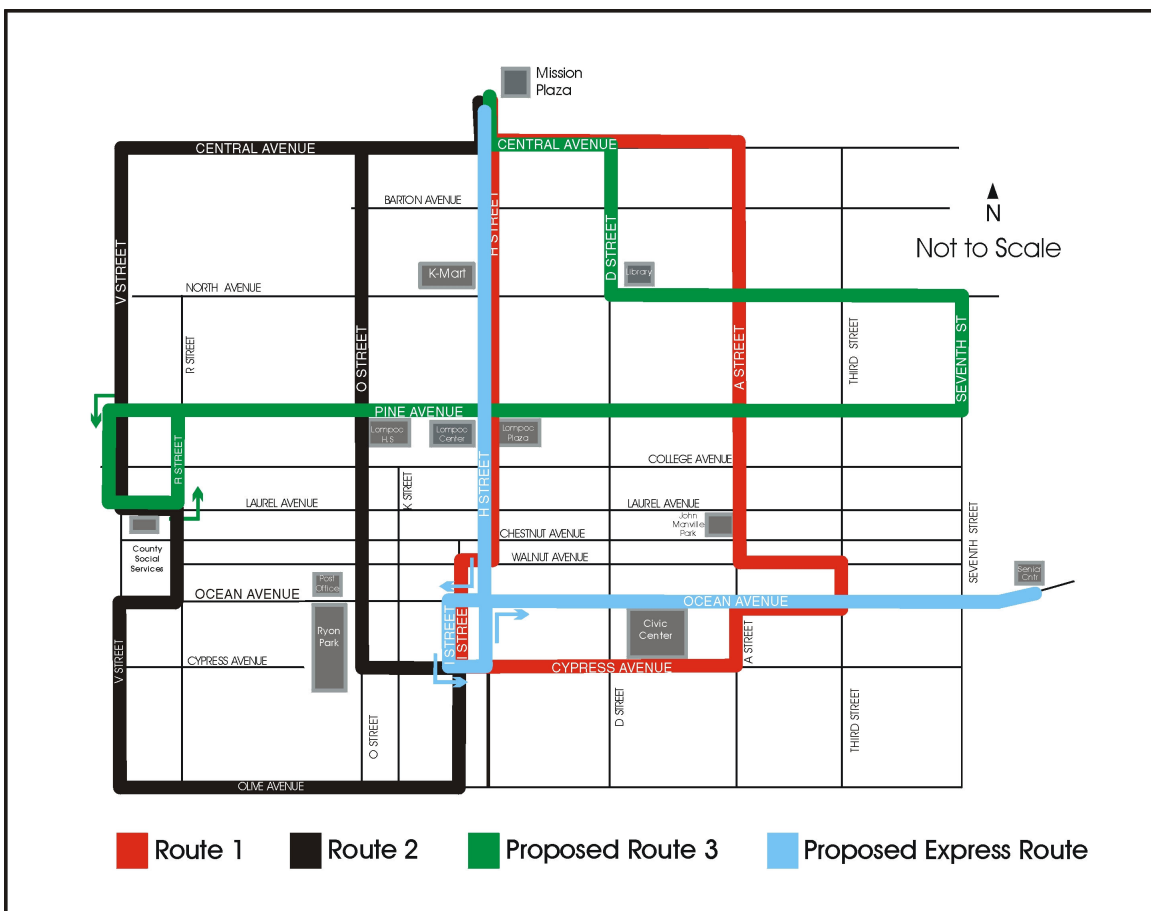 Mission
Plaza
CENTRAL AVENUE
CENTRAL AVENUE
BARTON AVENUE
N
Not to Scale
H STREET
D STREET
V STREET
K-Mart
Library
NORTH AVENUE
R STREET
O STREET
A STREET
THIRD STREET
SEVENTH ST
PINE AVENUE
Lompoc
H.S
Lompoc
Center
Lompoc
Plaza
R STREET
COLLEGE AVENUE
K STREET
H STREET
LAUREL AVENUE
LAUREL AVENUE
John
Manville
Park
CHESTNUT AVENUE
WALNUT AVENUE
SEVENTH STREET
County
Social
Services
Post
Office
Senior
Cntr
OCEAN AVENUE
OCEAN AVENUE
Ryon
Park
I STREET
I STREE
Civic
Center
A STREET
V STREET
CYPRESS AVENUE
CYPRESS AVENUE
O STREET
D STREET
THIRD STREET
OLIVE AVENUE
Route 1
Route 2
Proposed Route 3
Proposed Express Route